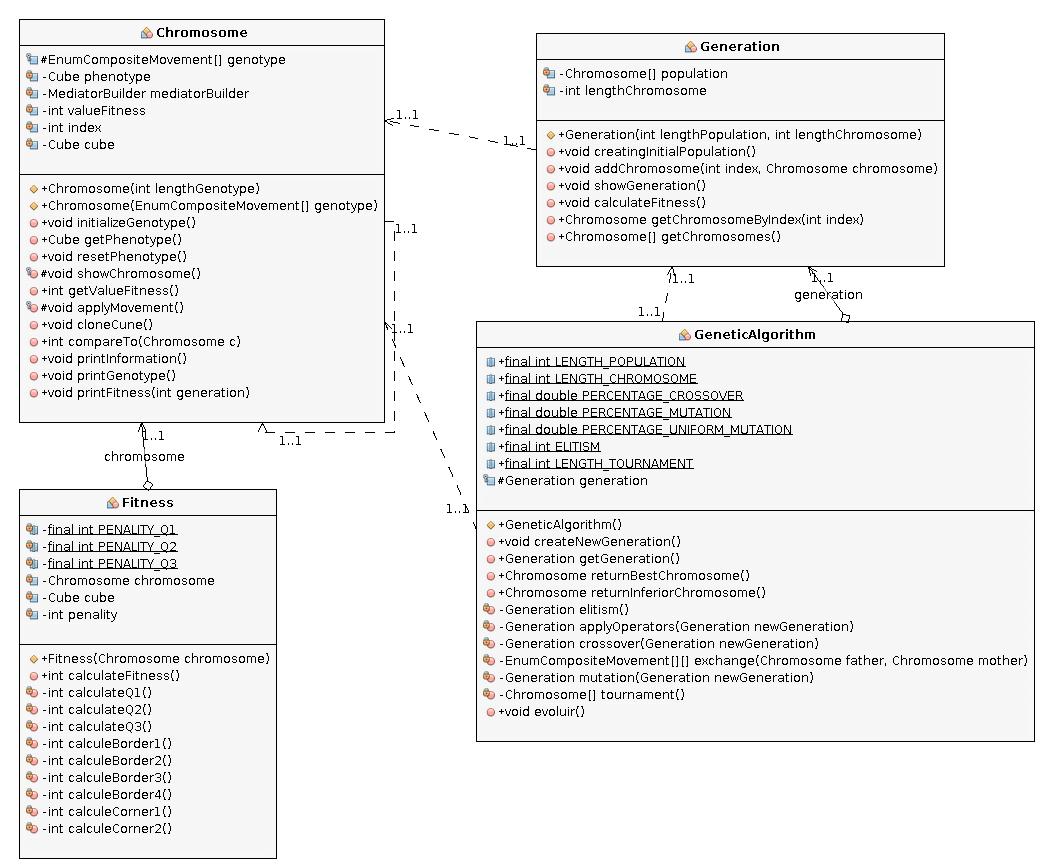 Chromosome
#EnumCompositeMovement[] genotype
-Cube phenotype
-MediatorBuilder mediatorBuilder
-int valueFitness
-int index
-Cube cube
+Chromosome(int lengthGenotype)
+Chromosome(EnumCompositeMovement[] genotype)
+void initializeGenotype()
+Cube getPhenotype()
+void resetPhenotype()
#void showChromosome()
+int getValueFitness()
#void applyMovement()
+void cloneCune()
+int compareTo(Chromosome c)
+void printInformation()
+void printGenotype()
+void printFitness(int generation)
Generation
-Chromosome[] population
-int lengthChromosome
+Generation(int lengthPopulation, int lengthChromosome)
+void creatingInitialPopulation()
+void addChromosome(int index, Chromosome chromosome)
+void showGeneration()
+void calculateFitness()
+Chromosome getChromosomeByIndex(int index)
+Chromosome[] getChromosomes()
1..1
1..1
1..1
1..1
1..1
1..1
1..1
1..1
generation
1..1
1..1
chromosome
GeneticAlgorithm
+final int LENGTH_POPULATION
+final int LENGTH_CHROMOSOME
+final double PERCENTAGE_CROSSOVER
+final double PERCENTAGE_MUTATION
+final double PERCENTAGE_UNIFORM_MUTATION
+final int ELITISM
+final int LENGTH_TOURNAMENT
#Generation generation
+GeneticAlgorithm()
+void createNewGeneration()
+Generation getGeneration()
+Chromosome returnBestChromosome()
+Chromosome returnInferiorChromosome()
-Generation elitism()
-Generation applyOperators(Generation newGeneration)
-Generation crossover(Generation newGeneration)
-EnumCompositeMovement[][] exchange(Chromosome father, Chromosome mother)
-Generation mutation(Generation newGeneration)
-Chromosome[] tournament()
+void evoluir()
Fitness
-final int PENALITY_Q1
-final int PENALITY_Q2
-final int PENALITY_Q3
-Chromosome chromosome
-Cube cube
-int penality
+Fitness(Chromosome chromosome)
+int calculateFitness()
-int calculateQ1()
-int calculateQ2()
-int calculateQ3()
-int calculeBorder1()
-int calculeBorder2()
-int calculeBorder3()
-int calculeBorder4()
-int calculeCorner1()
-int calculeCorner2()